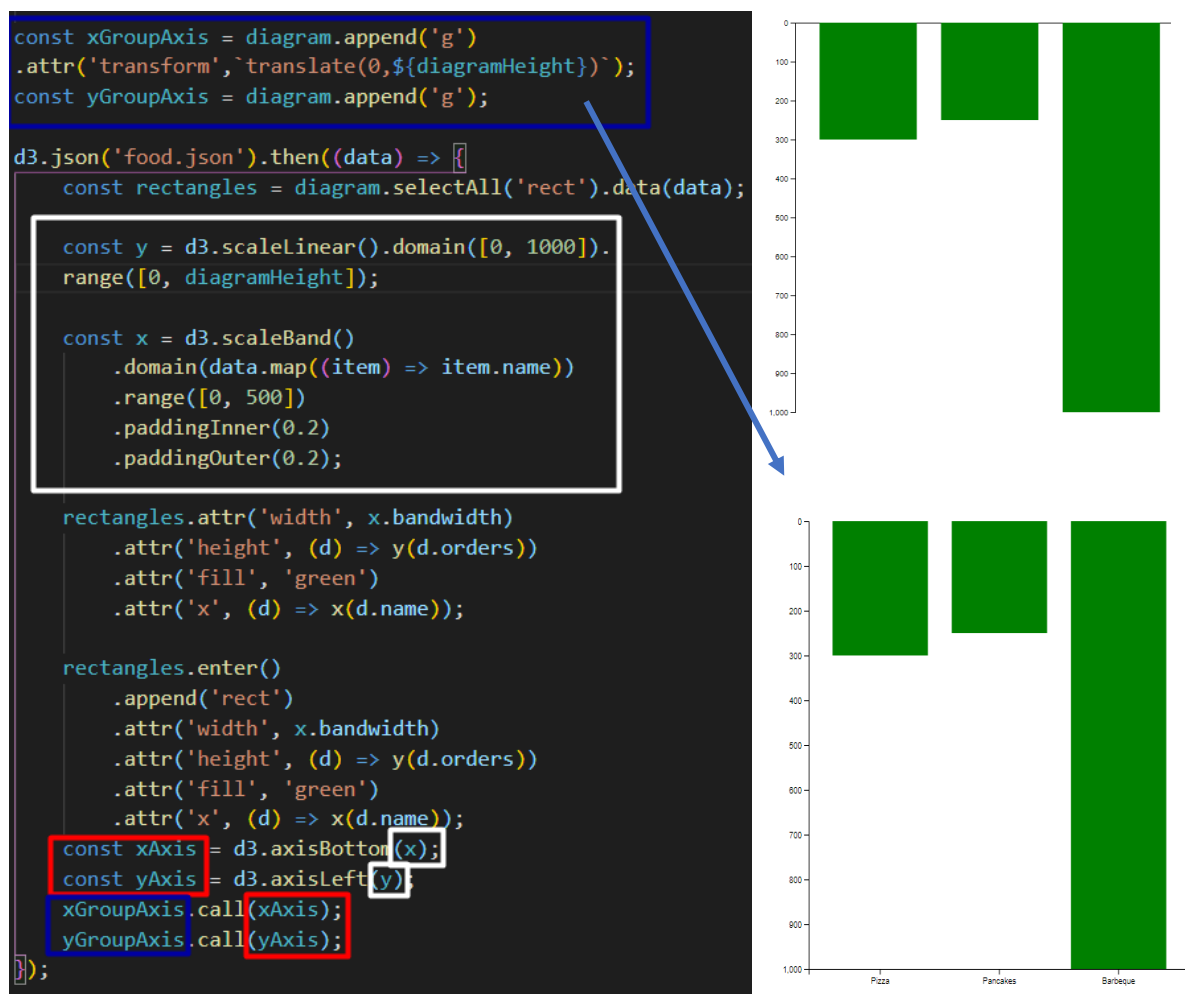 const xGroupAxis = diagram.append('g')
.attr('transform',`translate(0,${diagramHeight})`);
const yGroupAxis = diagram.append('g');
d3.json('food.json').then((data) => {
const rectangles = diagram.selectAll('rect').data(data);
const y = d3.scaleLinear().domain([0, 1000]).
range([0, diagramHeight]);
const x = d3.scaleBand()
.domain(data.map((item) => item.name))
.range([0, 500])
.paddingInner(0.2)
.paddingOuter(0.2);
rectangles.attr('width', x.bandwidth)
.attr('height', (d) => y(d.orders))
.attr('fill', 'green')
.attr('x', (d) => x(d.name));
rectangles.enter()
.append('rect')
.attr('width', x.bandwidth)
.attr('height', (d) => y(d.orders))
.attr('fill', 'green')
.attr('x', (d) => x(d.name));
const xAxis = d3.axisBottom(x);
const yAxis = d3.axisLeft(y);
xGroupAxis.call(xAxis);
yGroupAxis.call(yAxis);
});
0
100
200
300
400
500
600
700
800
900
1,000
0
100
200
300
400
500
600
700
800
900
1,000
Pizza Pancakes Barbeque